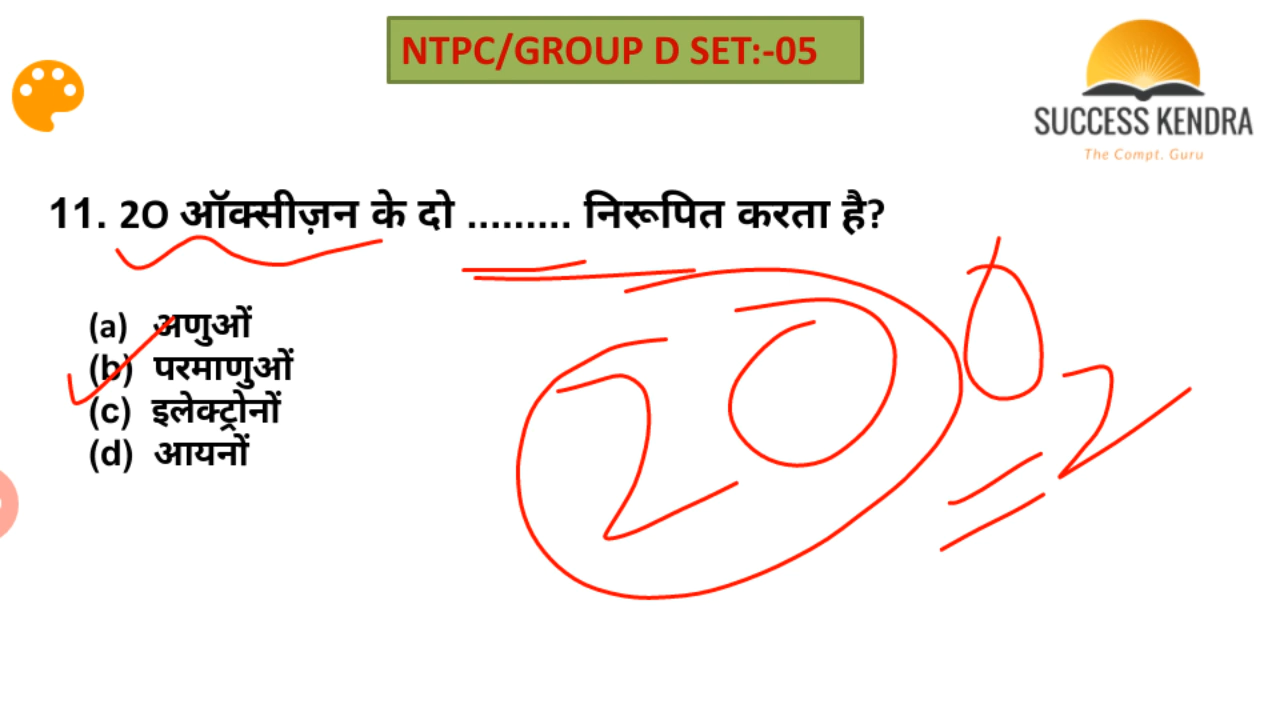 NTPC/GROUP D SET:-05
SUCCESS KENDRA
The Compt. Guru
11. 2O ऑक्सीज़न के दो ......... निरूपित करता है?
(a) अणुओं
(b) परमाणुओं
(c) इलेक्ट्रोनों
(d) आयनों
2O
O2